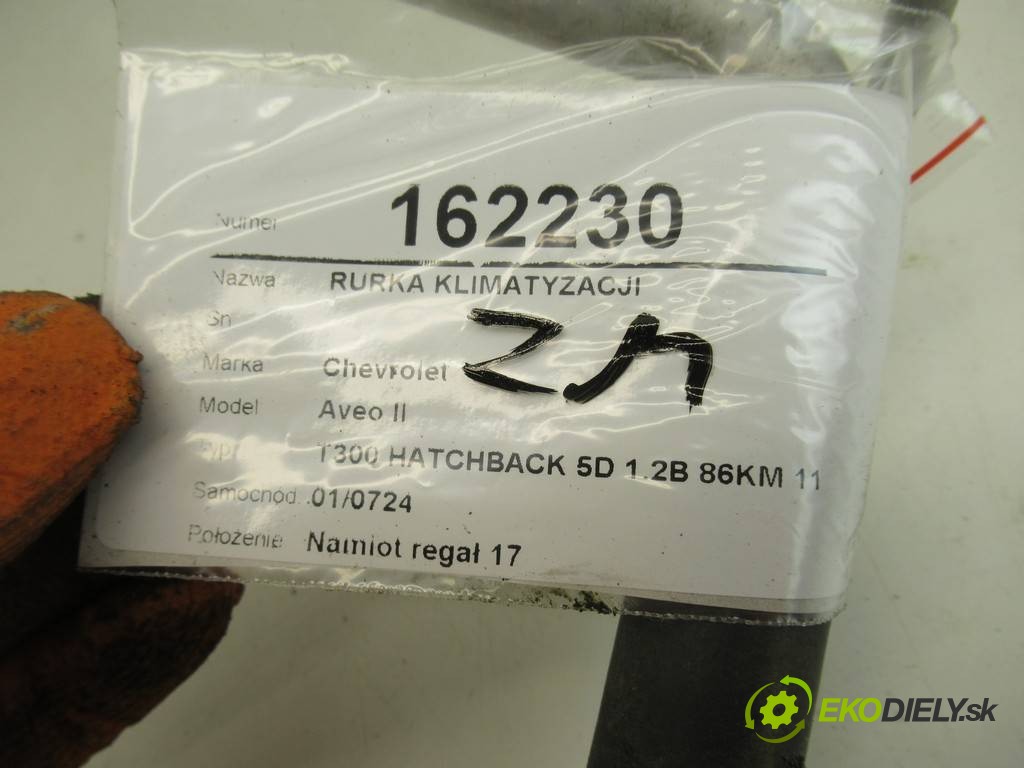 Numer 162230
Nazwa RURKA KLIMATYZACJI
Sn
Marka Chevrolet
Model Aveo II
Typ T300 HATCHBACK 5D 1.2B 86KM 11
Samochód 01/0724
Położenie Namiot regał 17
EKODIELY.sk